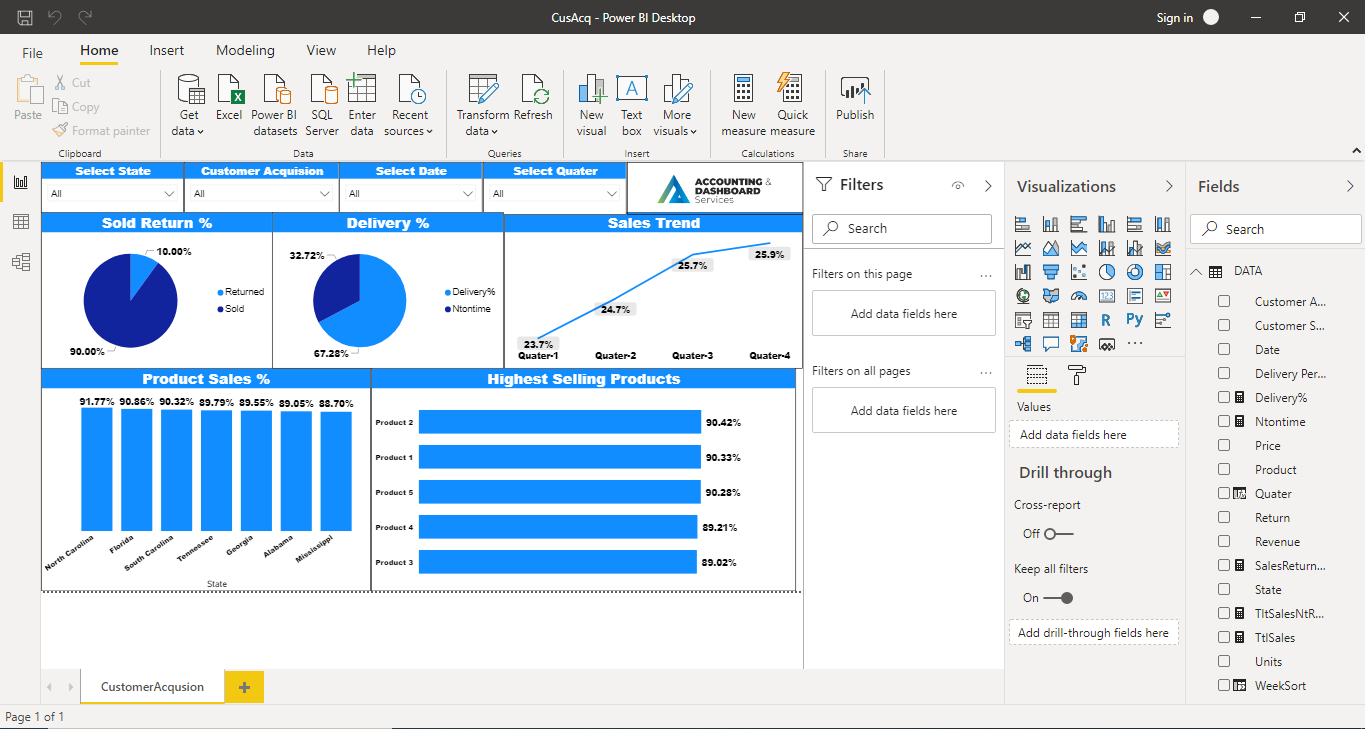 CusAcq - Power BI Desktop
Sign in
File Home Insert Modeling View Help
Paste
Cut
Copy
Format painter
Clipboard
Get data
Excel
Power BI datasets
SQL Server
Enter data
Recent sources
Data
Transform data
Refresh
Queries
New visual
Text box
More visuals
Insert
New measure
Quick measure
Calculations
Publish
Share
Select State
All
Customer Acquision
All
Select Date
All
Select Quater
All
ACCOUNTING &
DASHBOARD
Services
Sold Return %
10.00%
90.00%
Returned
Sold
Delivery %
32.72%
67.28%
Delivery%
Ntontime
Sales Trend
23.7%
24.7%
25.7%
25.9%
Quater-1 Quater-2 Quater-3 Quater-4
Product Sales %
91.77% 90.86% 90.32% 89.79% 89.55% 89.05% 88.70%
North Carolina Florida South Carolina Tennessee Georgia Alabama Mississippi
State
Highest Selling Products
Product 2 90.42%
Product 1 90.33%
Product 5 90.28%
Product 4 89.21%
Product 3 89.02%
Filters
Search
Filters on this page
...
Add data fields here
Filters on all pages
...
Add data fields here
Visualizations
123
R Py
...
Values
Add data fields here
Drill through
Cross-report
Off
Keep all filters
On
Add drill-through fields here
Fields
Search
DATA
Customer A...
Customer S...
Date
Delivery Per...
Delivery%
Ntontime
Price
Product
Quater
Return
Revenue
SalesReturn...
State
TltSalesNtR...
TtlSales
Units
WeekSort
CustomerAcqusion
+
Page 1 of 1